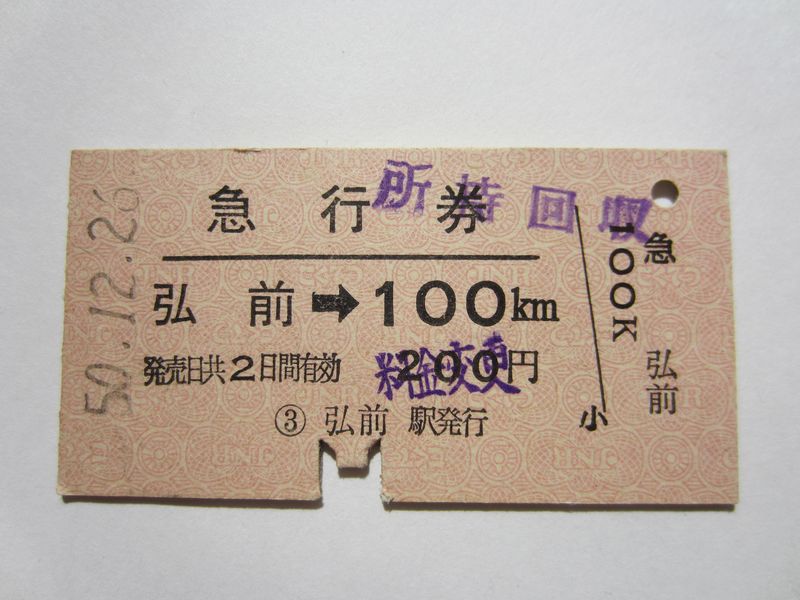 50.12.26
急行券
所持回収
弘前➡100km
発売日共2日間有効 200円
料金変更
③ 弘前 駅発行
小
急
100K
弘前
JNR